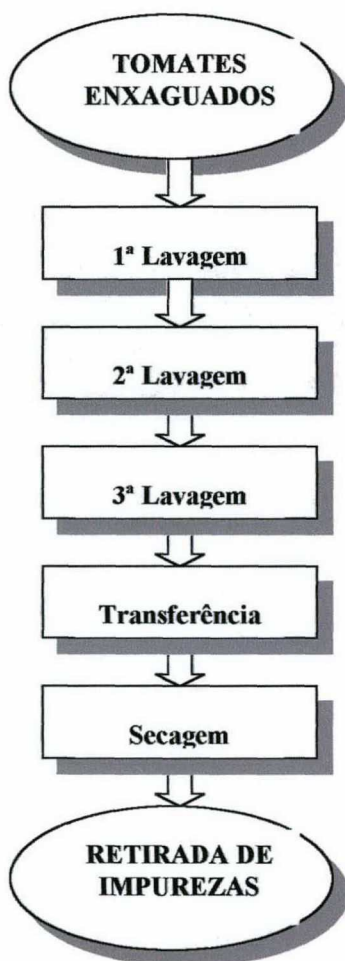 TOMATES
ENXAGUADOS
1ª Lavagem
2ª Lavagem
3ª Lavagem
Transferência
Secagem
RETIRADA DE
IMPUREZAS